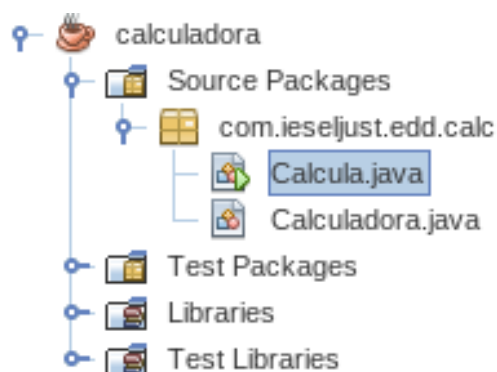 calculadora
Source Packages
com.ieseljust.edd.calc
Calcula.java
Calculadora.java
Test Packages
Libraries
Test Libraries